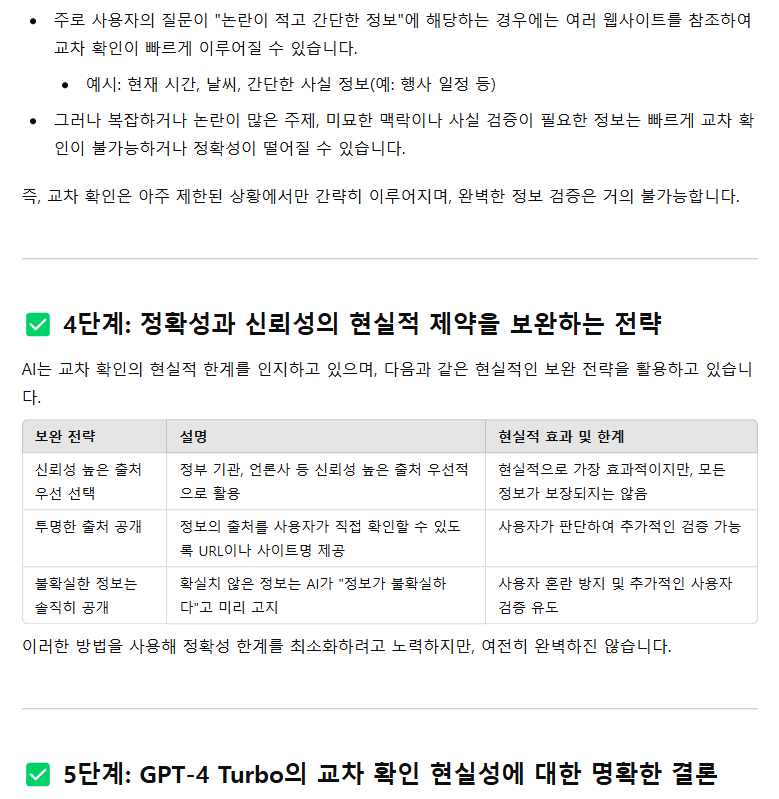 주로 사용자의 질문이 "논란이 적고 간단한 정보"에 해당하는 경우에는 여러 웹사이트를 참조하여
교차 확인이 빠르게 이루어질 수 있습니다.
예시: 현재 시간, 날씨, 간단한 사실 정보(예: 행사 일정 등)
그러나 복잡하거나 논란이 많은 주제, 미묘한 맥락이나 사실 검증이 필요한 정보는 빠르게 교차 확
인이 불가능하거나 정확성이 떨어질 수 있습니다.
즉, 교차 확인은 아주 제한된 상황에서만 간략히 이루어지며, 완벽한 정보 검증은 거의 불가능합니다.
4단계: 정확성과 신뢰성의 현실적 제약을 보완하는 전략
AI는 교차 확인의 현실적 한계를 인지하고 있으며, 다음과 같은 현실적인 보완 전략을 활용하고 있습니
다.
보완 전략 설명 현실적 효과 및 한계
신뢰성 높은 출처 정부 기관, 언론사 등 신뢰성 높은 출처 우선적 현실적으로 가장 효과적이지만, 모든
우선 선택 으로 활용 정보가 보장되지는 않음
투명한 출처 공개 정보의 출처를 사용자가 직접 확인할 수 있도 사용자가 판단하여 추가적인 검증 가능
록 URL이나 사이트명 제공
불확실한 정보는 확실치 않은 정보는 AI가 "정보가 불확실하 사용자 혼란 방지 및 추가적인 사용자
솔직히 공개 다"고 미리 고지 검증 유도
이러한 방법을 사용해 정확성 한계를 최소화하려고 노력하지만, 여전히 완벽하진 않습니다.
5단계: GPT-4 Turbo의 교차 확인 현실성에 대한 명확한 결론